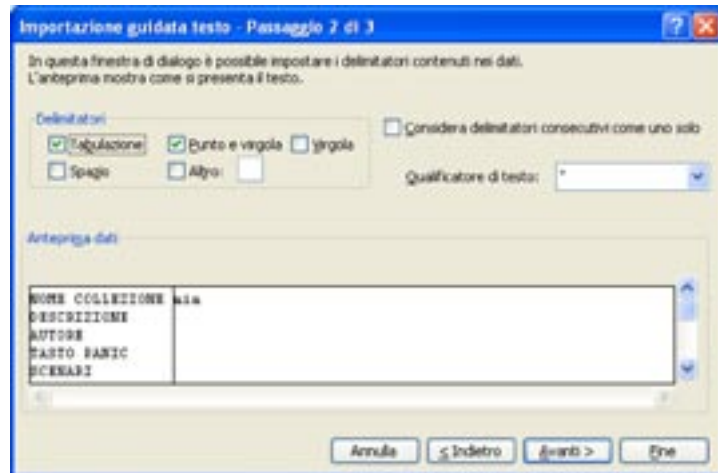 Importazione guidata testo - Passaggio 2 di 3
In questa finestra di dialogo è possibile impostare i delimitatori contenuti nei dati.
L'anteprima mostra come si presenta il testo.
Delimitatori
Tabulazione Punto e virgola Virgola
Spazio Altro:
Considera delimitatori consecutivi come uno solo
Qualificatore di testo: "
Anteprima dati
NOME COLLEZIONE mia
DESCRIZIONE
AUTORE
TASTO PANIC
SCENARI
Annulla < Indietro Avanti > Fine